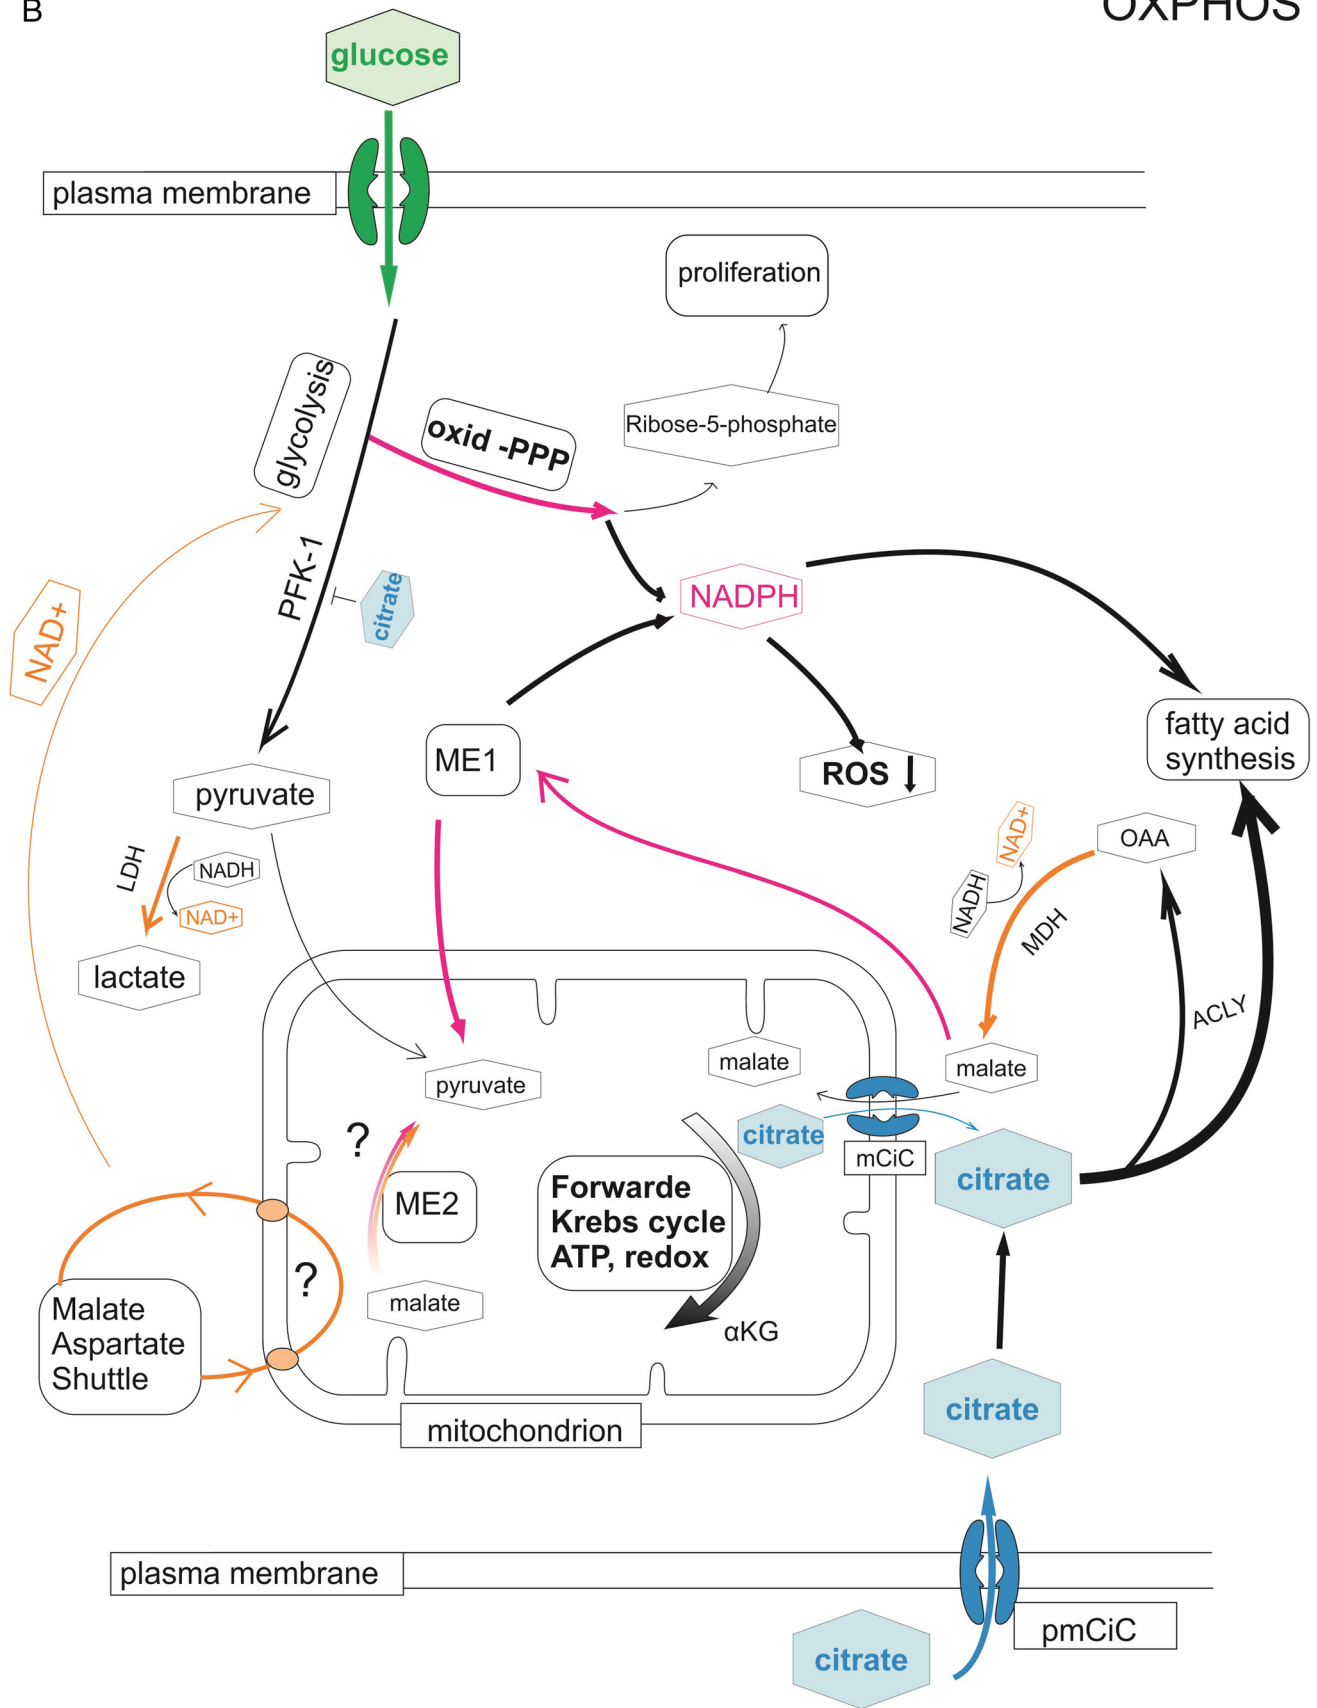 B
OXPHOS
glucose
plasma membrane
proliferation
glycolysis
oxid -PPP
Ribose-5-phosphate
PFK-1
citrate
NADPH
NAD+
fatty acid
synthesis
ME1
ROS
pyruvate
NAD+
OAA
LDH
NADH
NADH
NAD+
MDH
lactate
ACLY
malate
malate
pyruvate
citrate
mCiC
citrate
?
ME2
Forwarde
Krebs cycle
ATP, redox
?
malate
αKG
Malate
Aspartate
Shuttle
mitochondrion
citrate
plasma membrane
pmCiC
citrate